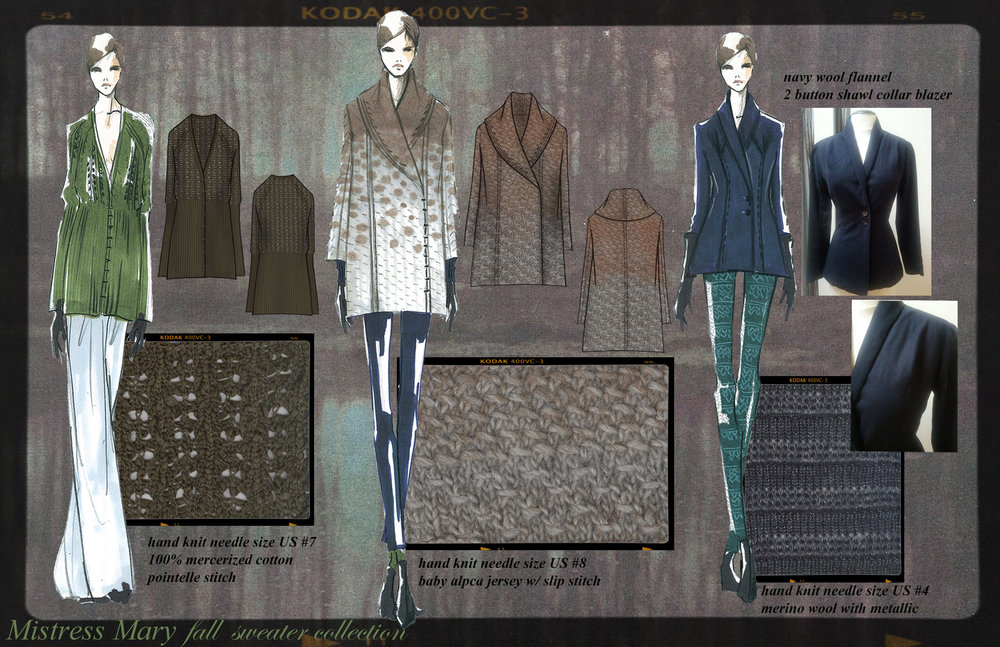 54
KODAK 400VC-3
55
navy wool flannel
2 button shawl collar blazer
KODAK 400VC-3
KODAK 400VC-3
55
KODAK 400VC-3
hand knit needle size US #7
100% mercerized cotton
pointelle stitch
hand knit needle size US #8
baby alpca jersey w/ slip stitch
hand knit needle size US #4
merino wool with metallic
Mistress Mary fall sweater collection